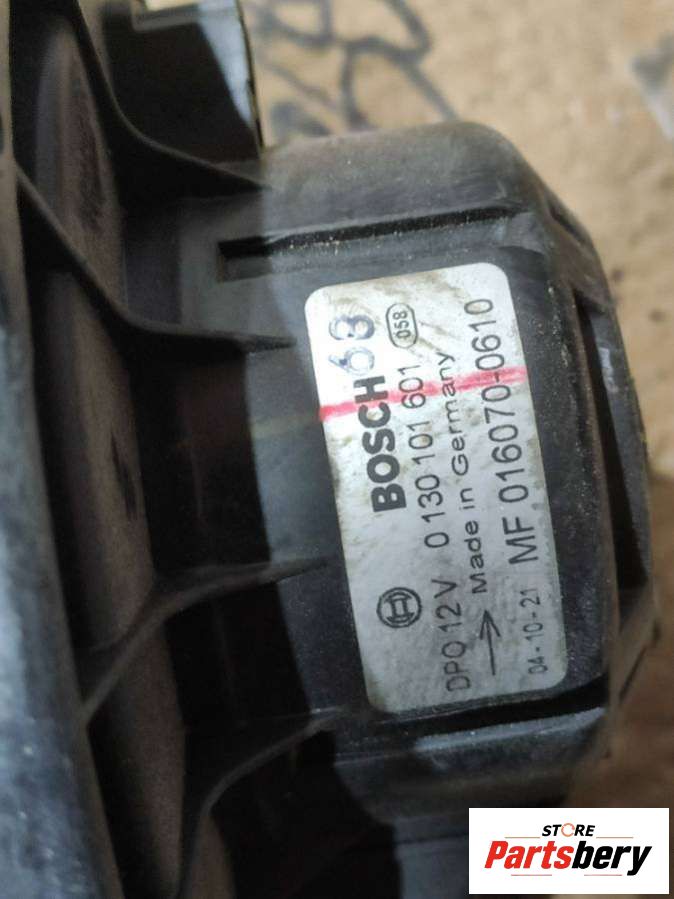 BOSCH 68
DPO 12V 0 130 101 601 058
Made in Germany
04-10-21 MF 016070-0610
STORE
Partsbery